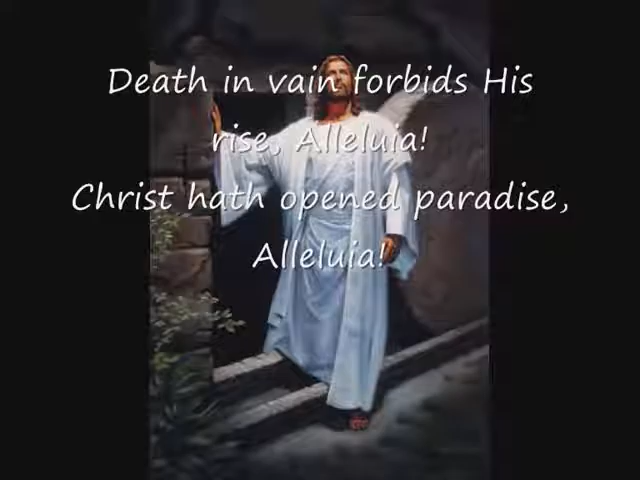 Death in vain forbids His
rise, Alleluia!
Christ hath opened paradise,
Alleluia!